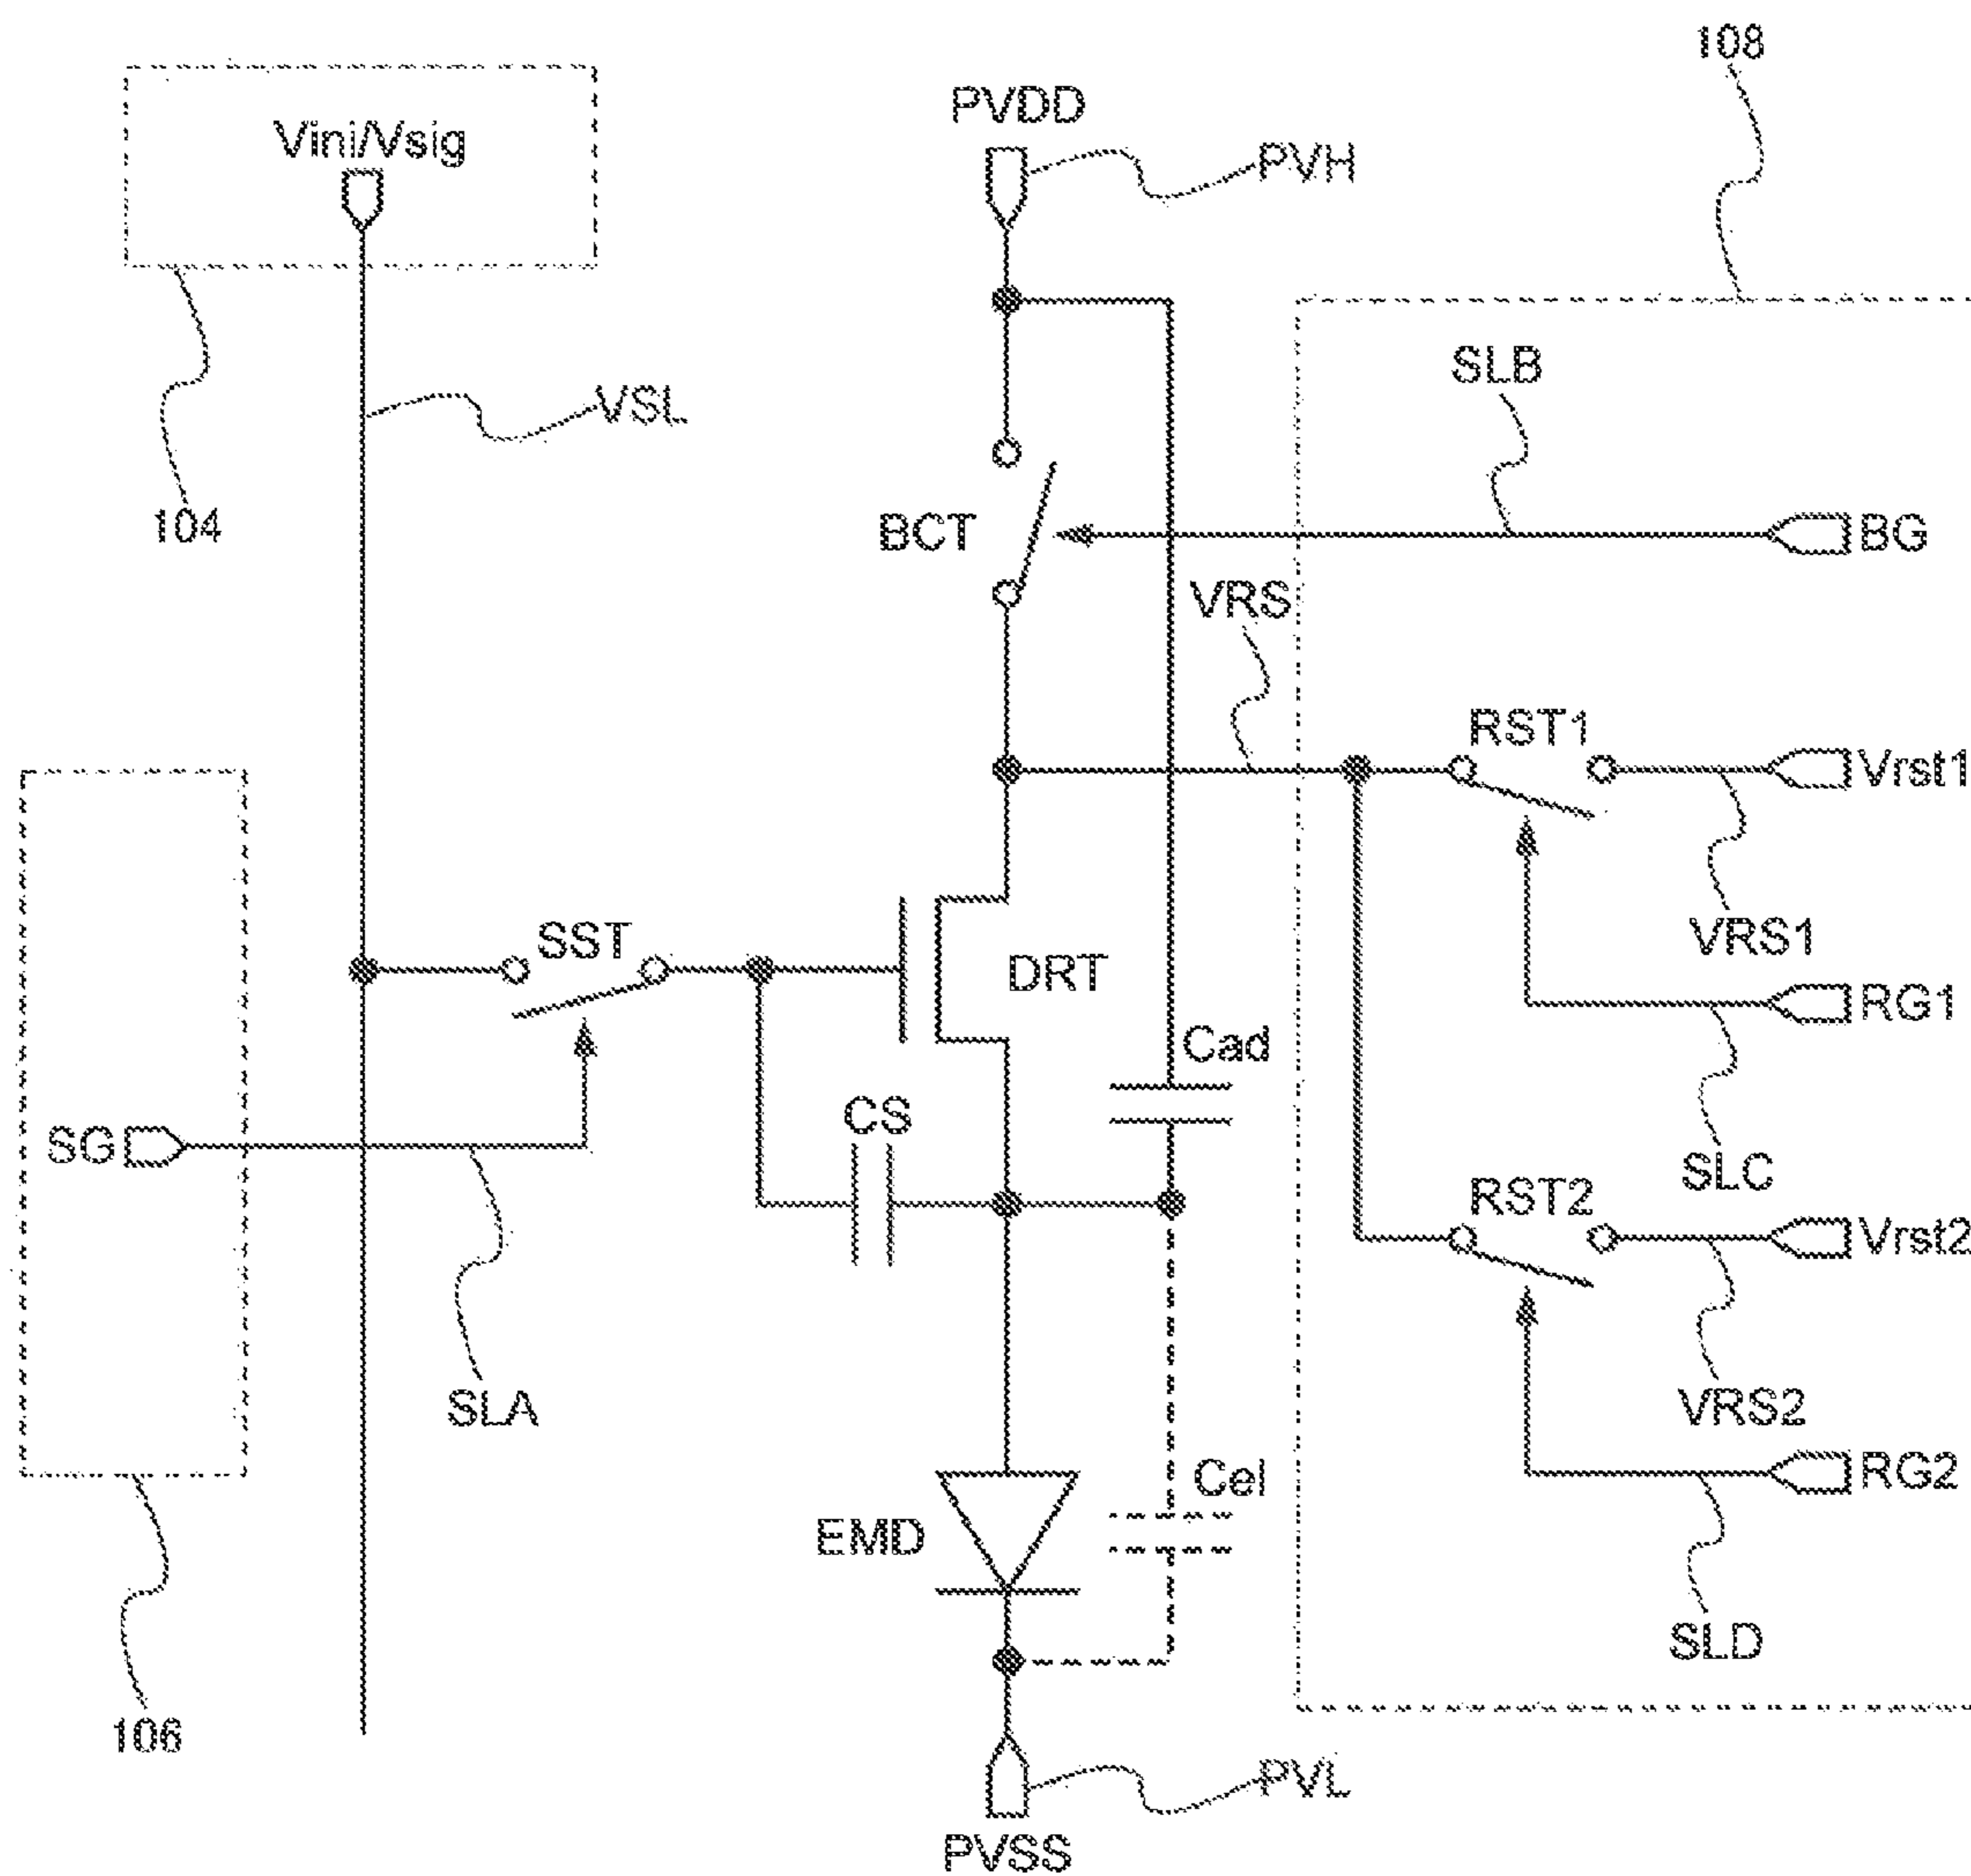 108
PVDD
Vini/Vsig
PVH
SLB
VSL
104
BCT
BG
VRS
RST1
Vrst1
SST
DRT
VRS1
RG1
Cad
CS
SG
SLC
RST2
Vrst2
SLA
VRS2
Cel
RG2
EMD
SLD
106
PVL
PVSS